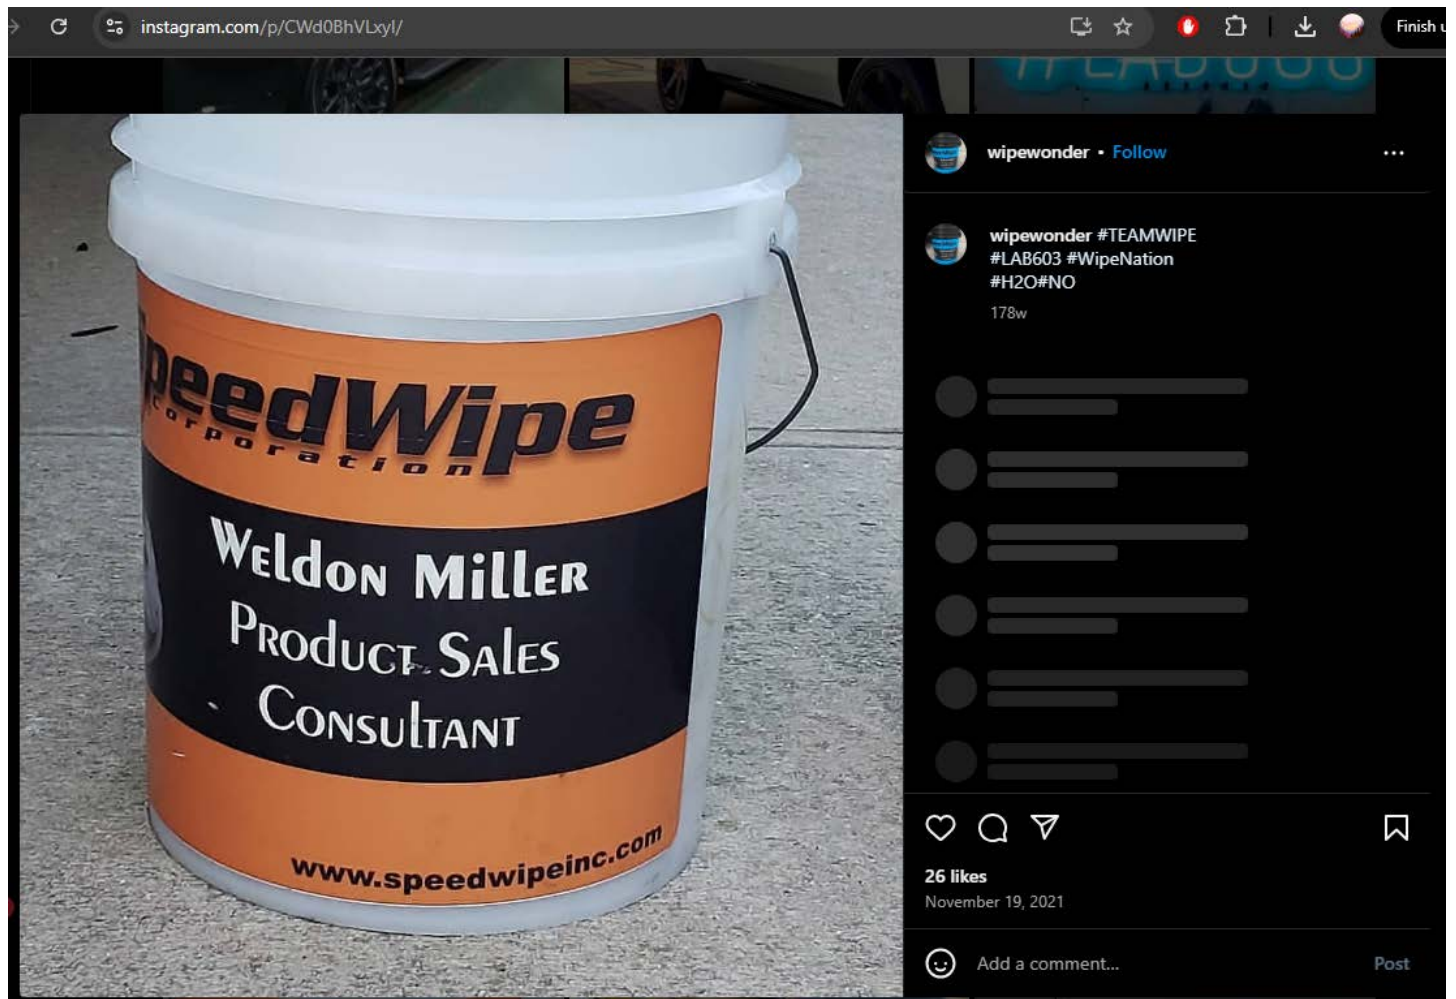 instagram.com/p/CWd0BhVLxyI/
Finish u
wipewonder • Follow
wipewonder #TEAMWIPE
#LAB603 #WipeNation
#H2O#NO
178w
peedWipe
corporation
Weldon Miller
Product Sales
Consultant
www.speedwipeinc.com
26 likes
November 19, 2021
Add a comment...
Post